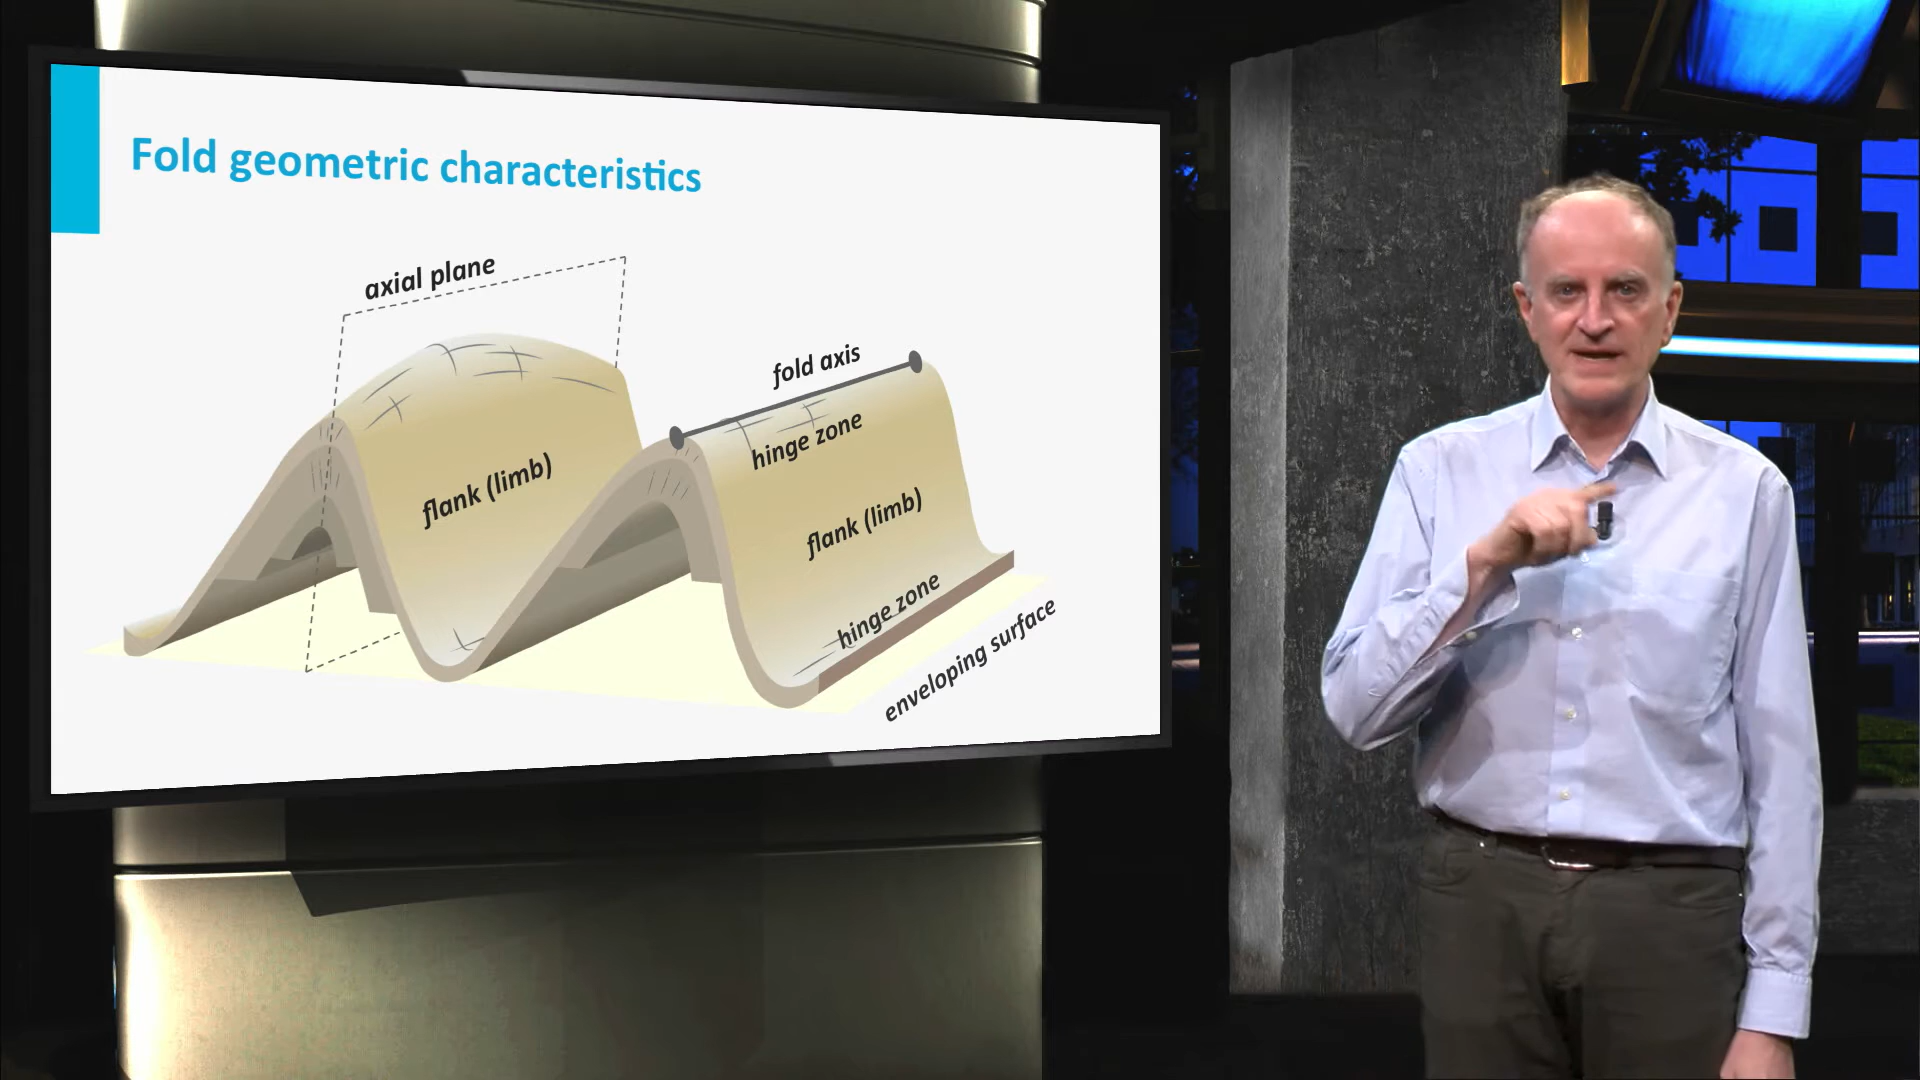 Fold geometric characteristics
axial plane
fold axis
hinge zone
flank (limb)
flank (limb)
hinge zone
enveloping surface